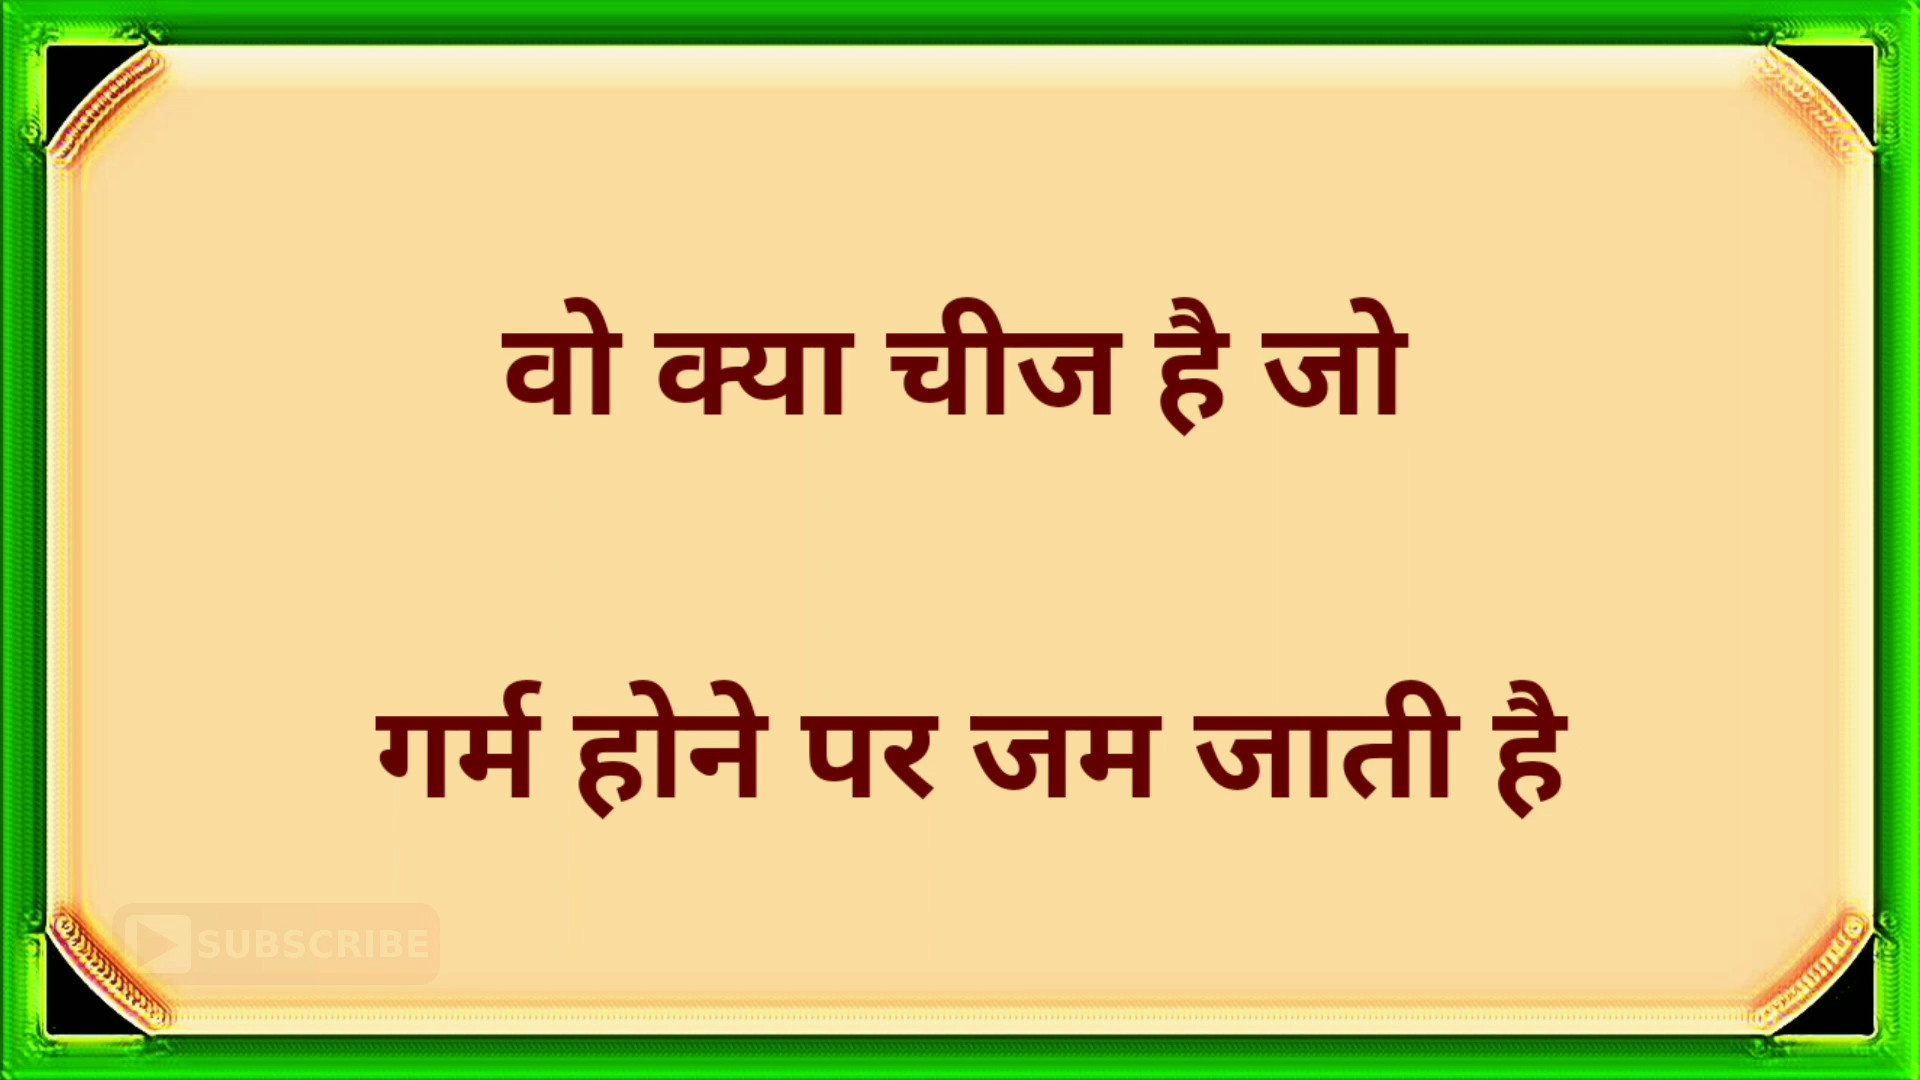 वो क्या चीज है जो
गर्म होने पर जम जाती है
SUBSCRIBE